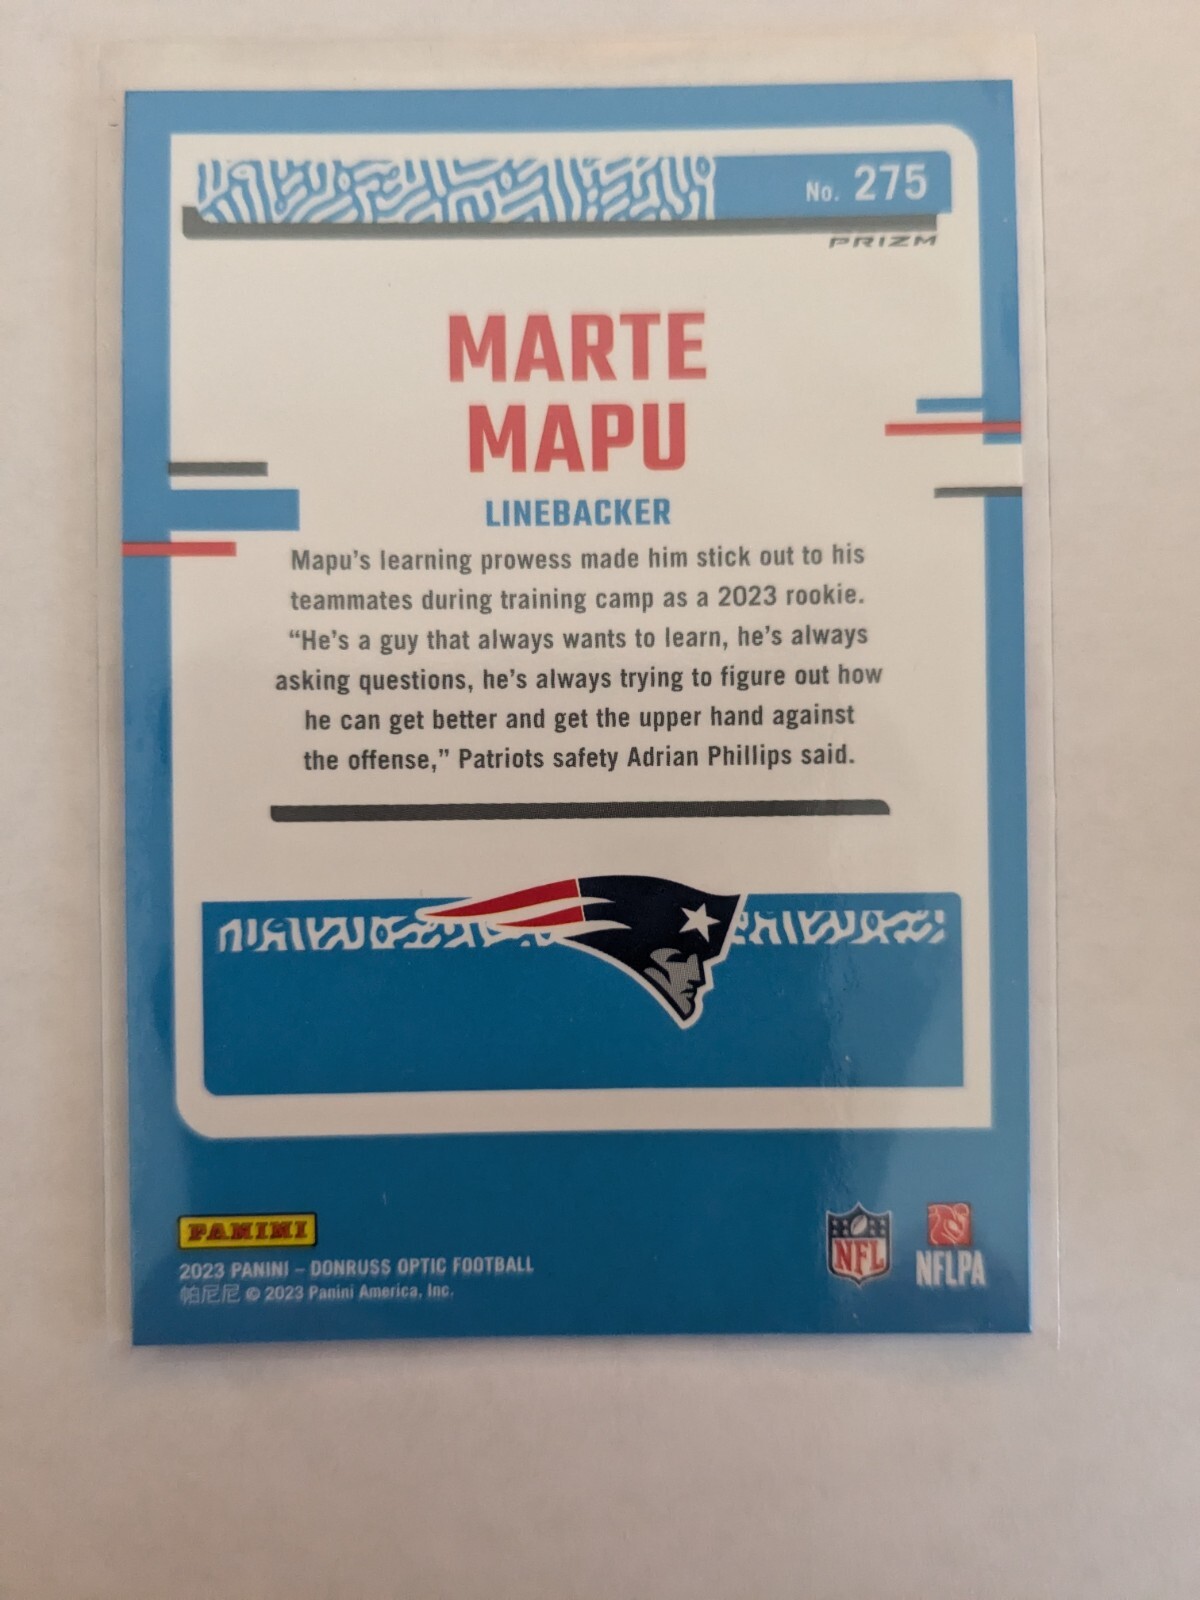 No. 275
PRIZM
MARTE
MAPU
LINEBACKER
Mapu's learning prowess made him stick out to his
teammates during training camp as a 2023 rookie.
“He's a guy that always wants to learn, he's always
asking questions, he's always trying to figure out how
he can get better and get the upper hand against
the offense,” Patriots safety Adrian Phillips said.
PANINI
2023 PANINI – DONRUSS OPTIC FOOTBALL
帕尼尼 © 2023 Panini America, Inc.
NFL
NFLPA